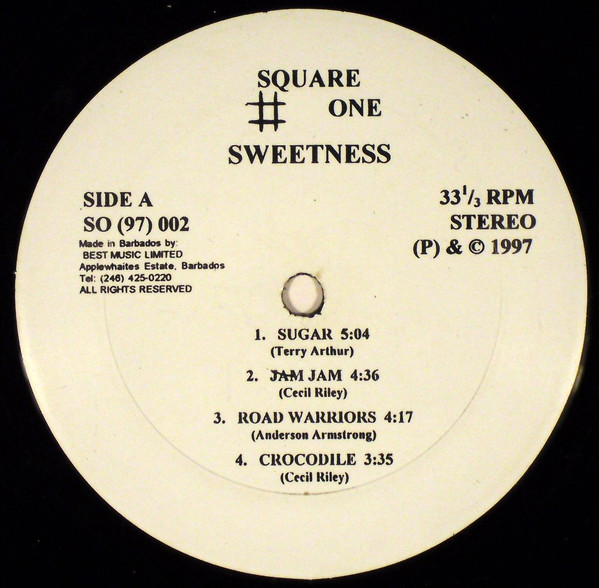 SQUARE
# ONE
SWEETNESS
SIDE A
SO (97) 002
Made in Barbados by:
BEST MUSIC LIMITED
Applewhaites Estate, Barbados
Tel: (246) 425-0220
ALL RIGHTS RESERVED
33 1/3 RPM
STEREO
(P) & © 1997
1. SUGAR 5:04
(Terry Arthur)
2. JAM JAM 4:36
(Cecil Riley)
3. ROAD WARRIORS 4:17
(Anderson Armstrong)
4. CROCODILE 3:35
(Cecil Riley)